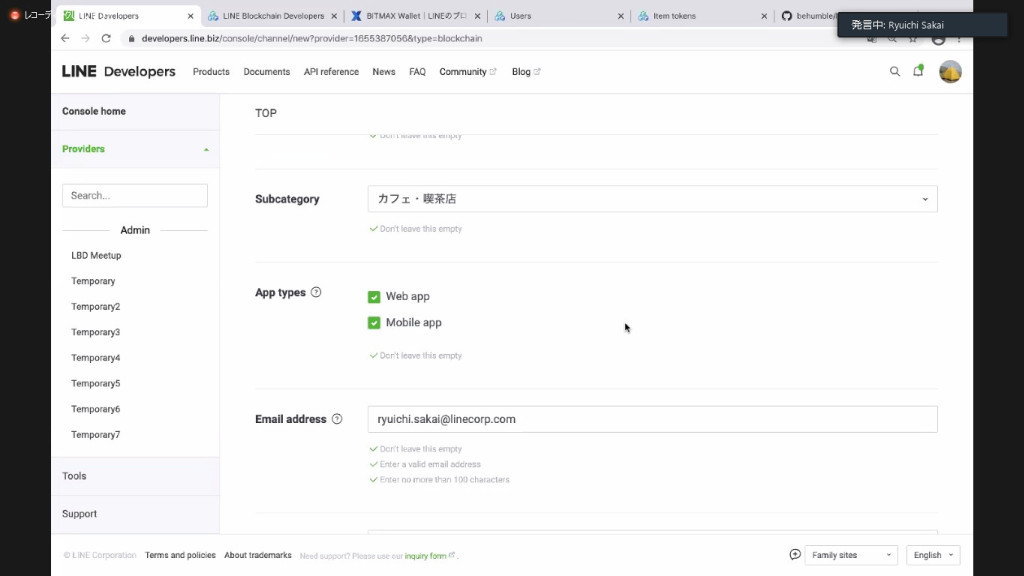 レコーデ
LINE Developers
LINE Blockchain Developers
BITMAX Wallet | LINEのブロ
Users
Item tokens
behumble/
発言中: Ryuichi Sakai
developers.line.biz/console/channel/new?provider=1655387056&type=blockchain
LINE Developers
Products
Documents
API reference
News
FAQ
Community
Blog
Console home
TOP
Don't leave this empty
Providers
Search...
Subcategory
カフェ・喫茶店
Don't leave this empty
Admin
LBD Meetup
Temporary
Temporary2
Temporary3
Temporary4
Temporary5
Temporary6
Temporary7
App types
Web app
Mobile app
Don't leave this empty
Email address
ryuichi.sakai@linecorp.com
Don't leave this empty
Enter a valid email address
Enter no more than 100 characters
Tools
Support
© LINE Corporation
Terms and policies
About trademarks
Need support? Please use our inquiry form.
Family sites
English